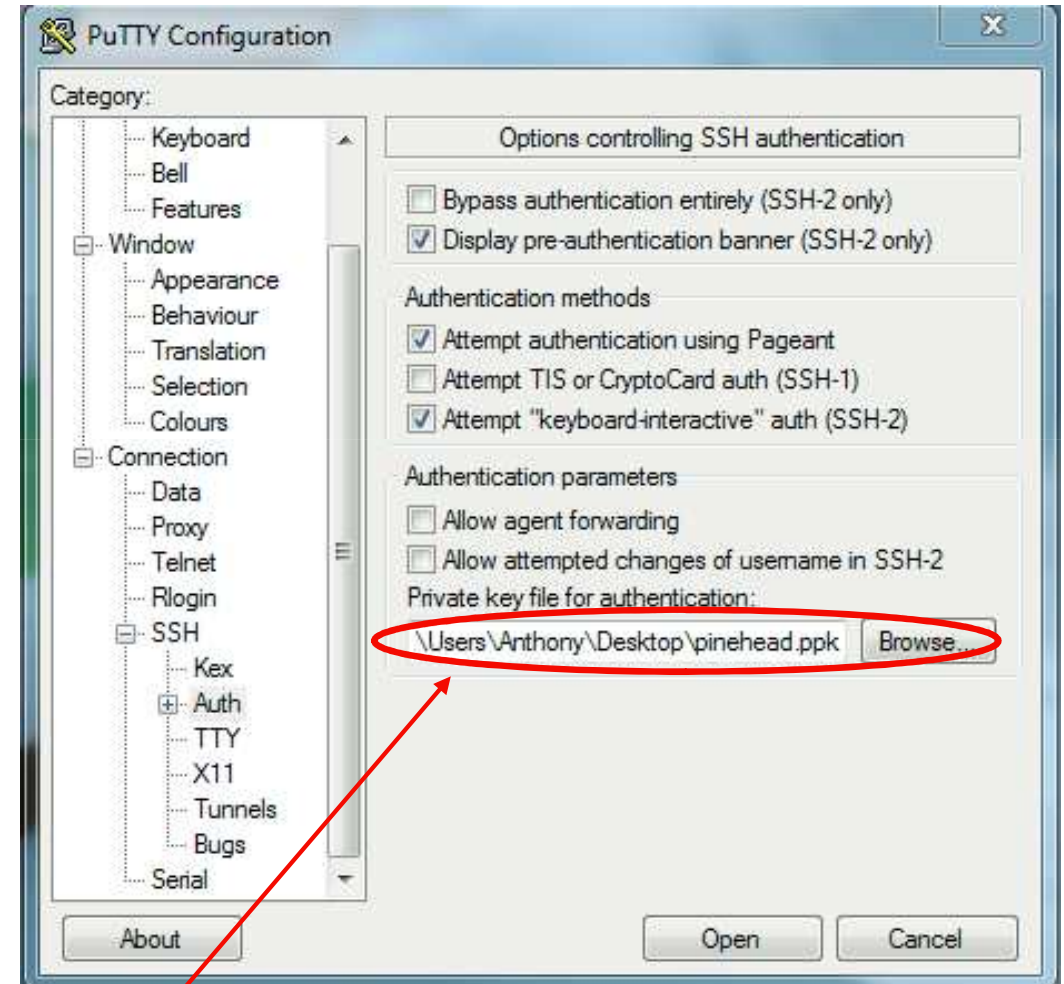 PuTTY Configuration
Category:
Keyboard
Bell
Features
Window
Appearance
Behaviour
Translation
Selection
Colours
Connection
Data
Proxy
Telnet
Rlogin
SSH
Kex
Auth
TTY
X11
Tunnels
Bugs
Serial
Options controlling SSH authentication
Bypass authentication entirely (SSH-2 only)
Display pre-authentication banner (SSH-2 only)
Authentication methods
Attempt authentication using Pageant
Attempt TIS or CryptoCard auth (SSH-1)
Attempt "keyboard-interactive" auth (SSH-2)
Authentication parameters
Allow agent forwarding
Allow attempted changes of username in SSH-2
Private key file for authentication:
\Users\Anthony\Desktop\pinehead.ppk Browse...
About Open Cancel